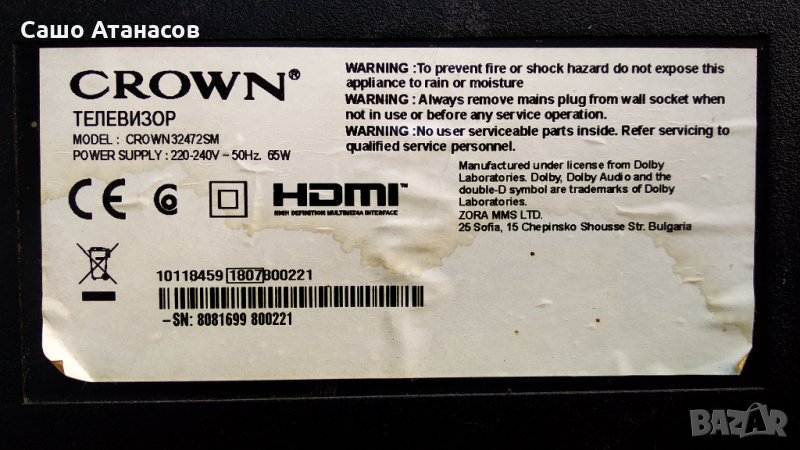 Сашо Атанасов
CROWN®
ТЕЛЕВИЗОР
MODEL : CROWN32472SM
POWER SUPPLY : 220-240V ~ 50Hz. 65W
CE
HDMI™
HIGH DEFINITION MULTIMEDIA INTERFACE
WARNING :To prevent fire or shock hazard do not expose this
appliance to rain or moisture
WARNING : Always remove mains plug from wall socket when
not in use or before any service operation.
WARNING :No user serviceable parts inside. Refer servicing to
qualified service personnel.
Manufactured under license from Dolby
Laboratories. Dolby, Dolby Audio and the
double-D symbol are trademarks of Dolby
Laboratories.
ZORA MMS LTD.
25 Sofia, 15 Chepinsko Shousse Str. Bulgaria
10118459 1807 800221
-SN: 8081699 800221
BAZAR